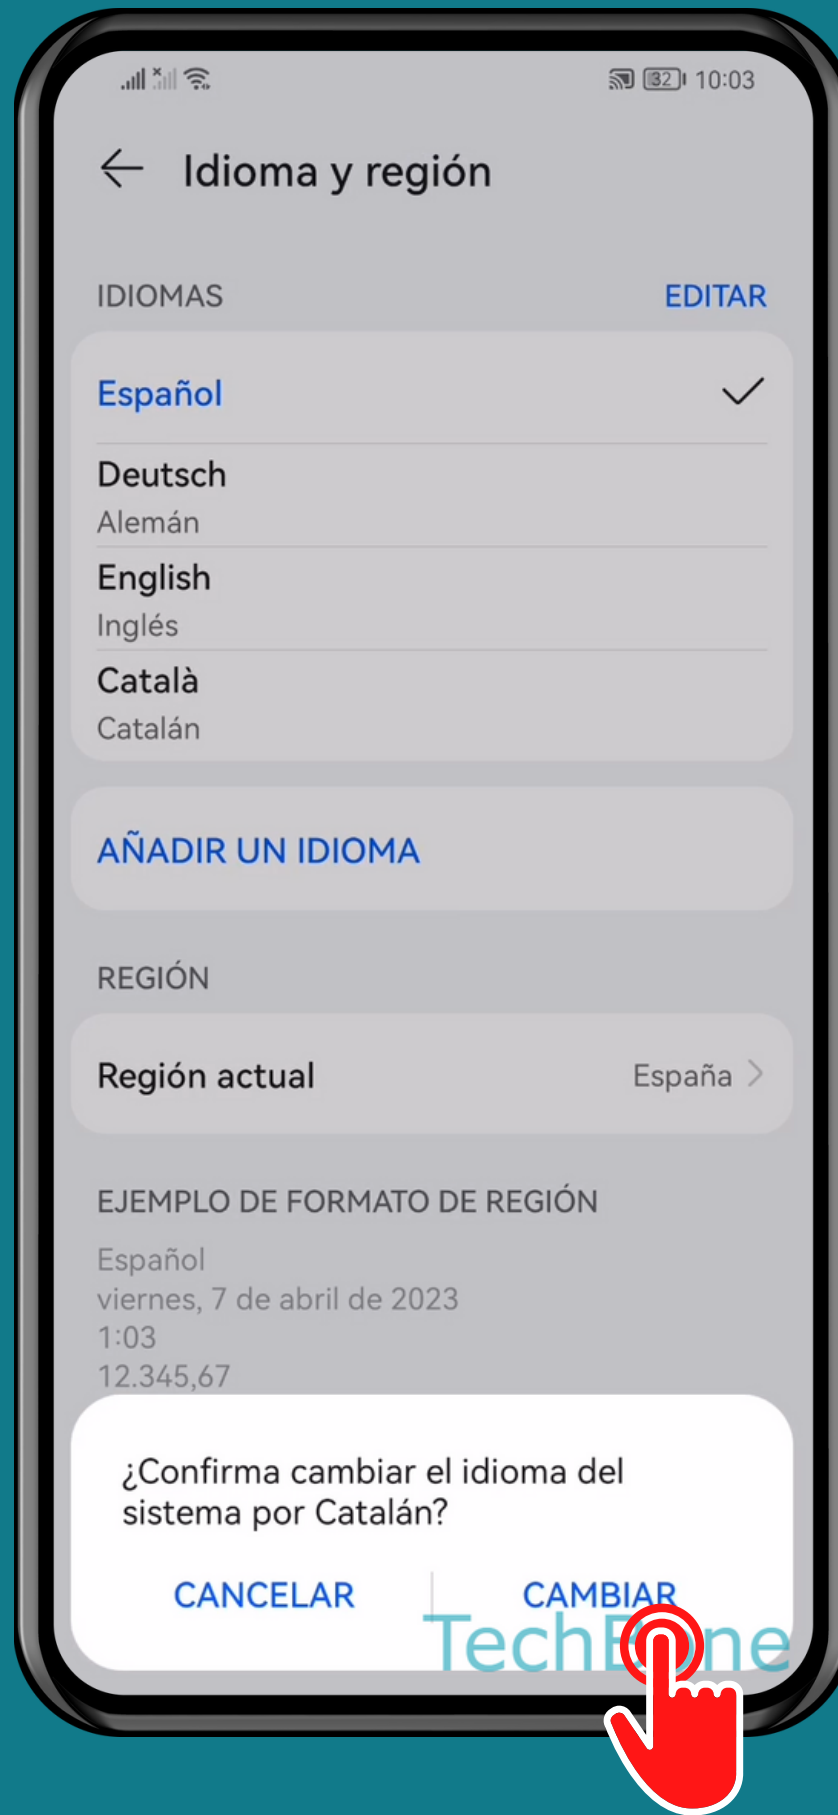 32 10:03
Idioma y región
IDIOMAS EDITAR
Español
Deutsch
Alemán
English
Inglés
Català
Catalán
AÑADIR UN IDIOMA
REGIÓN
Región actual España
EJEMPLO DE FORMATO DE REGIÓN
Español
viernes, 7 de abril de 2023
1:03
12.345,67
¿Confirma cambiar el idioma del
sistema por Catalán?
CANCELAR CAMBIAR